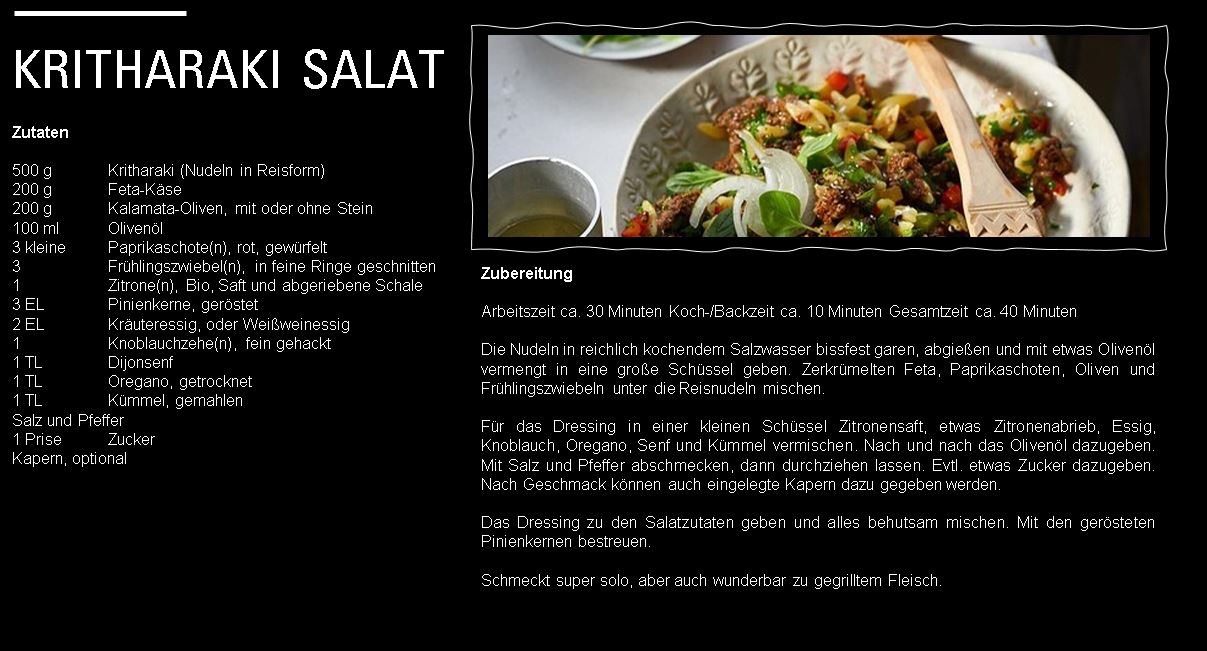 KRITHARAKI SALAT
Zutaten
500 g Kritharaki (Nudeln in Reisform)
200 g Feta-Käse
200 g Kalamata-Oliven, mit oder ohne Stein
100 ml Olivenöl
3 kleine Paprikaschote(n), rot, gewürfelt
3 Frühlingszwiebel(n), in feine Ringe geschnitten
1 Zitrone(n), Bio, Saft und abgeriebene Schale
3 EL Pinienkerne, geröstet
2 EL Kräuteressig, oder Weißweinessig
1 Knoblauchzehe(n), fein gehackt
1 TL Dijonsenf
1 TL Oregano, getrocknet
1 TL Kümmel, gemahlen
Salz und Pfeffer
1 Prise Zucker
Kapern, optional
Zubereitung
Arbeitszeit ca. 30 Minuten Koch-/Backzeit ca. 10 Minuten Gesamtzeit ca. 40 Minuten
Die Nudeln in reichlich kochendem Salzwasser bissfest garen, abgießen und mit etwas Olivenöl
vermengt in eine große Schüssel geben. Zerkrümelten Feta, Paprikaschoten, Oliven und
Frühlingszwiebeln unter die Reisnudeln mischen.
Für das Dressing in einer kleinen Schüssel Zitronensaft, etwas Zitronenabrieb, Essig,
Knoblauch, Oregano, Senf und Kümmel vermischen. Nach und nach das Olivenöl dazugeben.
Mit Salz und Pfeffer abschmecken, dann durchziehen lassen. Evtl. etwas Zucker dazugeben.
Nach Geschmack können auch eingelegte Kapern dazu gegeben werden.
Das Dressing zu den Salatzutaten geben und alles behutsam mischen. Mit den gerösteten
Pinienkernen bestreuen.
Schmeckt super solo, aber auch wunderbar zu gegrilltem Fleisch.